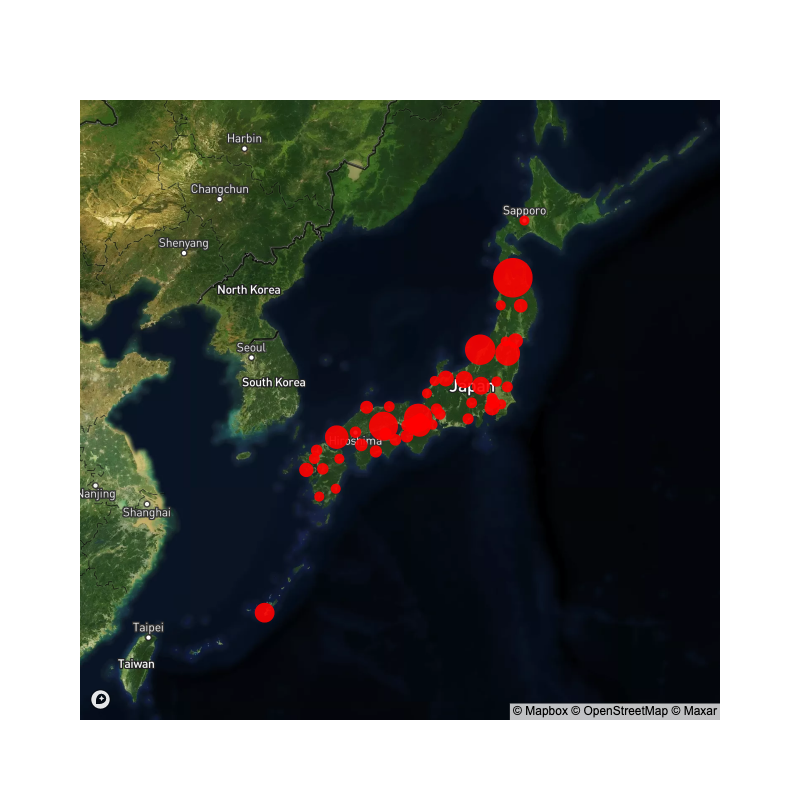 Harbin
Changchun
Sapporo
Shenyang
North Korea
Seoul
South Korea
Japan
Hiroshima
Nanjing
Shanghai
Taipei
Taiwan
© Mapbox © OpenStreetMap © Maxar